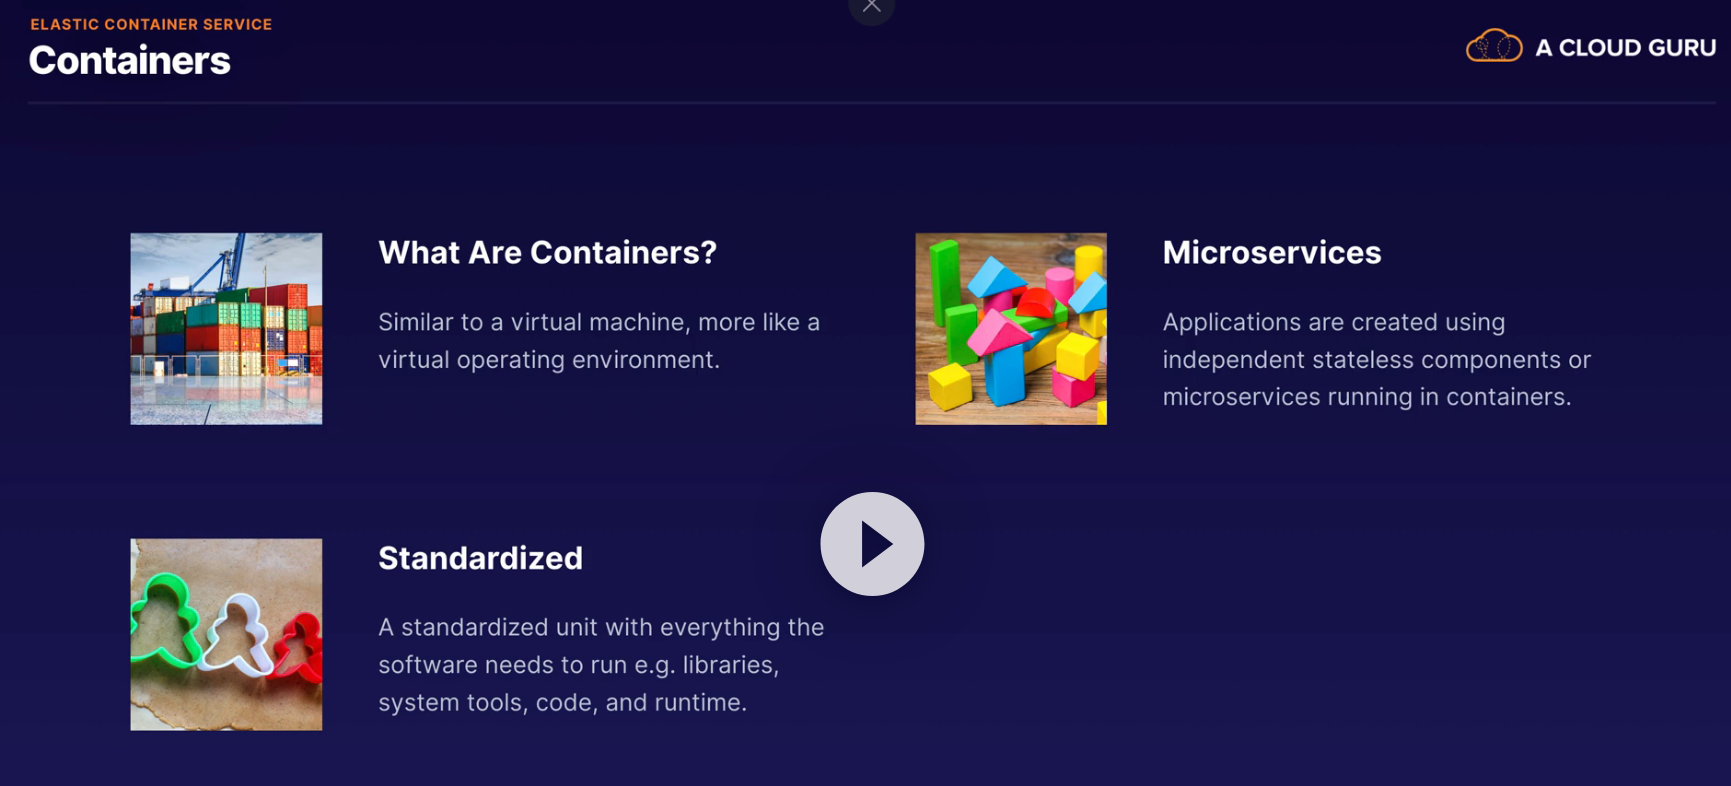 ELASTIC CONTAINER SERVICE
Containers
A CLOUD GURU
What Are Containers?
Similar to a virtual machine, more like a
virtual operating environment.
Microservices
Applications are created using
independent stateless components or
microservices running in containers.
Standardized
A standardized unit with everything the
software needs to run e.g. libraries,
system tools, code, and runtime.